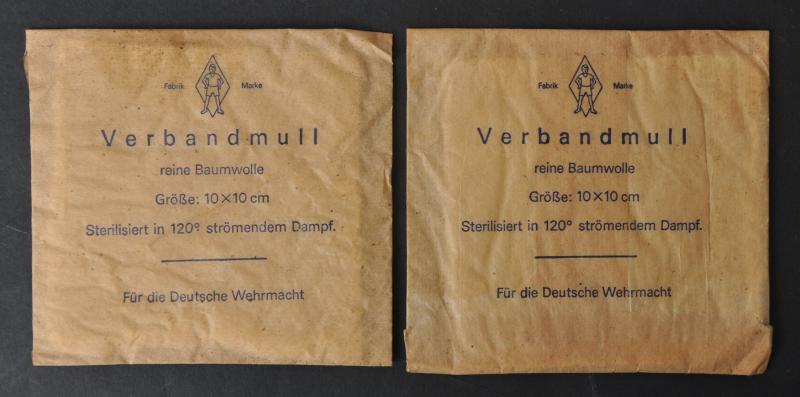 Fabrik Marke
Verbandmull
reine Baumwolle
Größe: 10×10 cm
Sterilisiert in 120° strömendem Dampf.
Für die Deutsche Wehrmacht
Fabrik Marke
Verbandmull
reine Baumwolle
Größe: 10×10 cm
Sterilisiert in 120° strömendem Dampf.
Für die Deutsche Wehrmacht